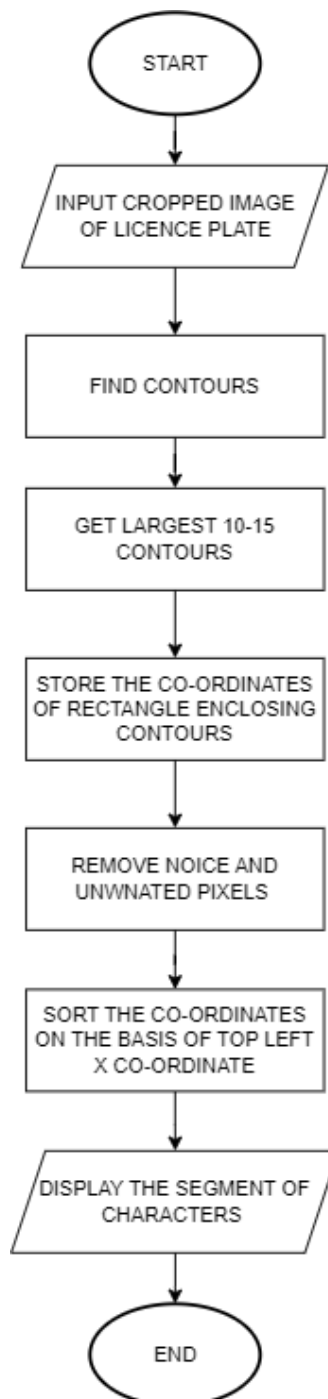 START
INPUT CROPPED IMAGE
OF LICENCE PLATE
FIND CONTOURS
GET LARGEST 10-15
CONTOURS
STORE THE CO-ORDINATES
OF RECTANGLE ENCLOSING
CONTOURS
REMOVE NOICE AND
UNWNATED PIXELS
SORT THE CO-ORDINATES
ON THE BASIS OF TOP LEFT
X CO-ORDINATE
DISPLAY THE SEGMENT OF
CHARACTERS
END